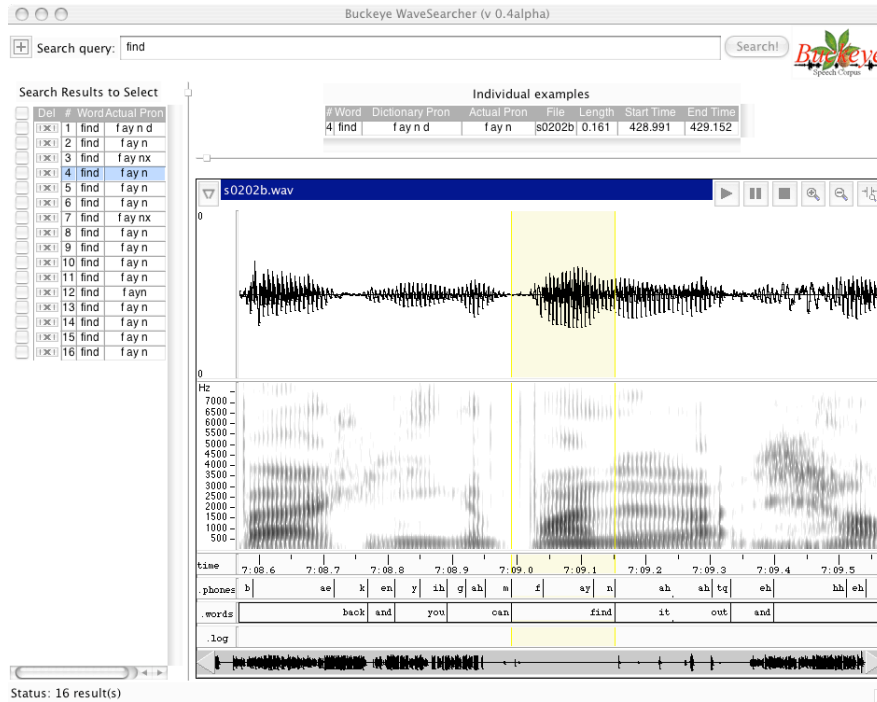 Buckeye WaveSearcher (v 0.4alpha)
Search query: find Search!
Buckeye
Speech Corpus
Search Results to Select
Del # Word Actual Pron
!X! 1 find f ay n d
!X! 2 find f ay n
!X! 3 find f ay nx
!X! 4 find f ay n
!X! 5 find f ay n
!X! 6 find f ay n
!X! 7 find f ay nx
!X! 8 find f ay n
!X! 9 find f ay n
!X! 10 find f ay n
!X! 11 find f ay n
!X! 12 find f ayn
!X! 13 find f ay n
!X! 14 find f ay n
!X! 15 find f ay n
!X! 16 find f ay n
Individual examples
# Word Dictionary Pron Actual Pron File Length Start Time End Time
4 find f ay n d f ay n s0202b 0.161 428.991 429.152
s0202b.wav
0
0
Hz
7000
6500
6000
5500
5000
4500
4000
3500
3000
2500
2000
1500
1000
500
time 7:08.6 7:08.7 7:08.8 7:08.9 7:09.0 7:09.1 7:09.2 7:09.3 7:09.4 7:09.5
.phones b ae k en y ih g ah m f ay n ah ah tq eh hh eh
.words back and you can find it out and
.log
Status: 16 result(s)